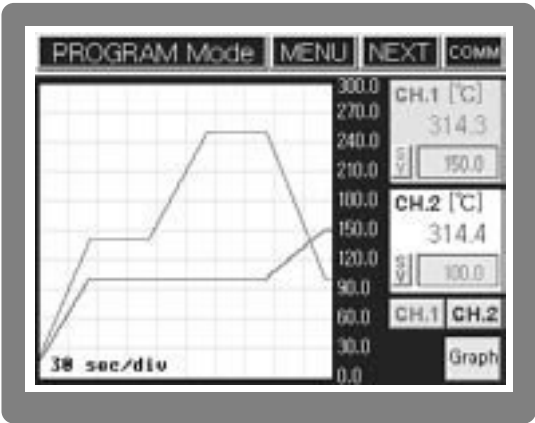 PROGRAM Mode MENU NEXT COMM
300.0
270.0
240.0
210.0
180.0
150.0
120.0
90.0
60.0
30.0
0.0
30 sec/div
CH.1 [℃]
314.3
SV 150.0
CH.2 [℃]
314.4
SV 100.0
CH.1 CH.2
Graph